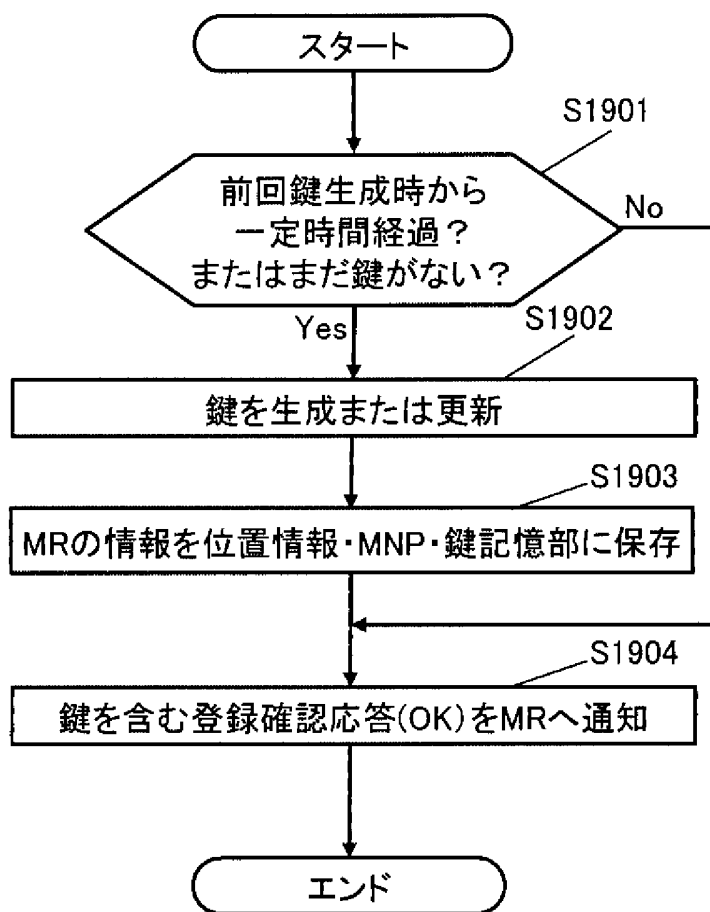 スタート
S1901
前回鍵生成時から
一定時間経過?
またはまだ鍵がない?
No
Yes
S1902
鍵を生成または更新
S1903
MRの情報を位置情報・MNP・鍵記憶部に保存
S1904
鍵を含む登録確認応答(OK)をMRへ通知
エンド